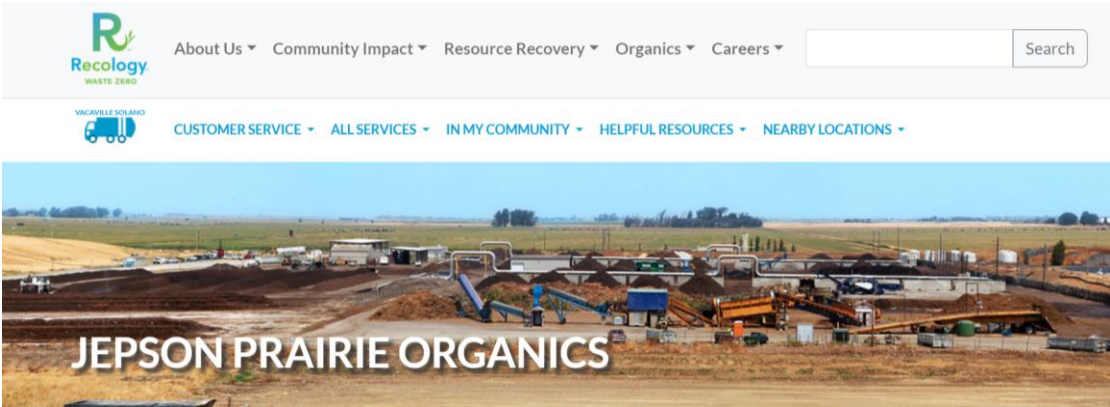 Recology
WASTE ZERO
About Us Community Impact Resource Recovery Organics Careers Search
VACAVILLE SOLANO
CUSTOMER SERVICE ALL SERVICES IN MY COMMUNITY HELPFUL RESOURCES NEARBY LOCATIONS
JEPSON PRAIRIE ORGANICS